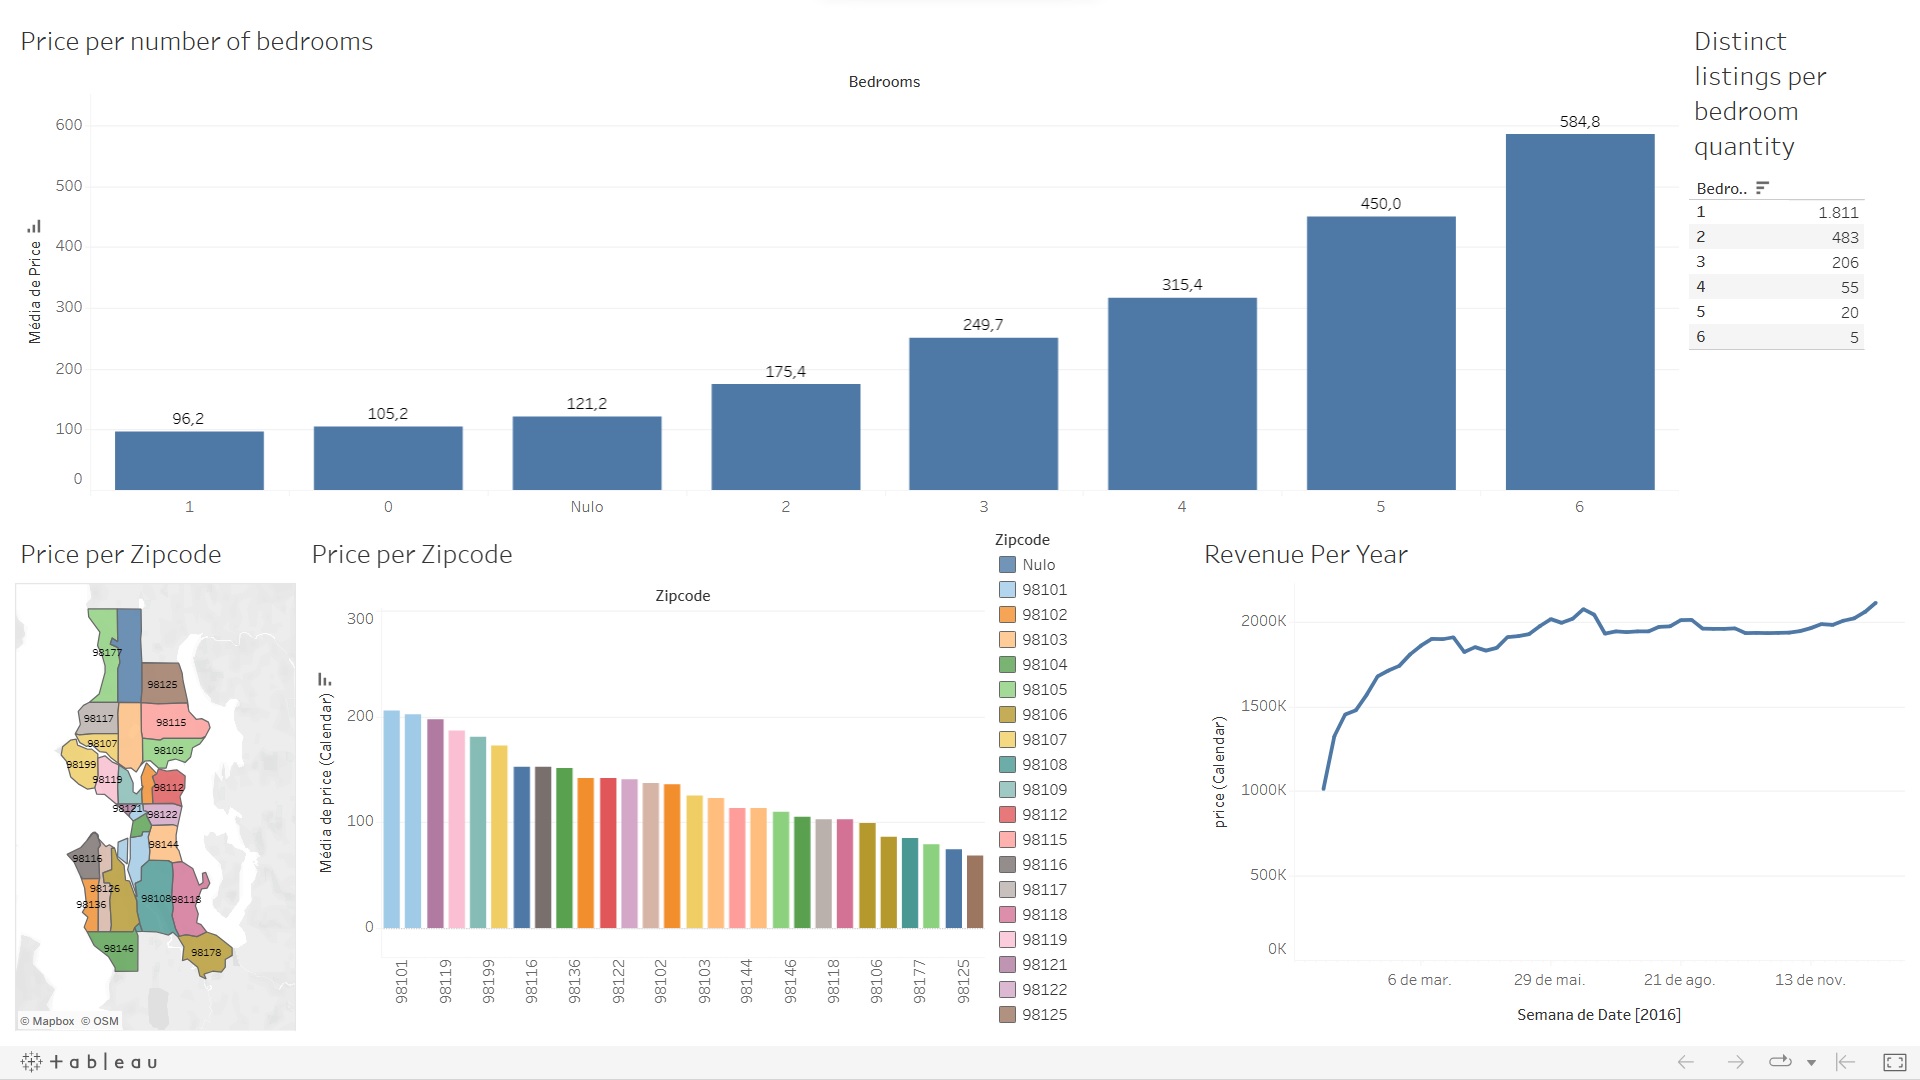 Price per number of bedrooms
Bedrooms
Média de Price
600
500
400
300
200
100
0
96,2
105,2
121,2
175,4
249,7
315,4
450,0
584,8
1
0
Nulo
2
3
4
5
6
Distinct
listings per
bedroom
quantity
Bedro..
1 1.811
2 483
3 206
4 55
5 20
6 5
Price per Zipcode
98177
98125
98117
98115
98107
98105
98199
98119
98112
98121
98122
98144
98116
98126
98136
98108
98118
98146
98178
© Mapbox © OSM
Price per Zipcode
Zipcode
Média de price (Calendar)
300
200
100
0
98101
98119
98199
98116
98136
98122
98102
98103
98144
98146
98118
98106
98177
98125
Zipcode
Nulo
98101
98102
98103
98104
98105
98106
98107
98108
98109
98112
98115
98116
98117
98118
98119
98121
98122
98125
Revenue Per Year
price (Calendar)
2000K
1500K
1000K
500K
0K
6 de mar.
29 de mai.
21 de ago.
13 de nov.
Semana de Date [2016]
+ a b l e a u